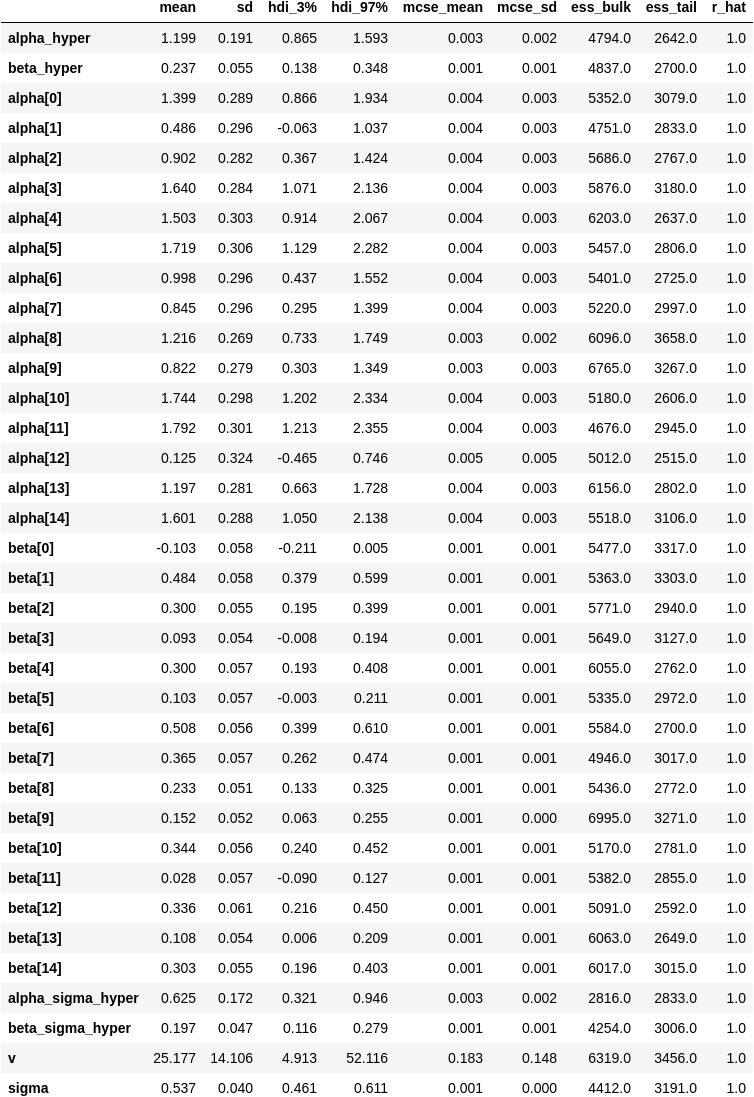 mean sd hdi_3% hdi_97% mcse_mean mcse_sd ess_bulk ess_tail r_hat
alpha_hyper 1.199 0.191 0.865 1.593 0.003 0.002 4794.0 2642.0 1.0
beta_hyper 0.237 0.055 0.138 0.348 0.001 0.001 4837.0 2700.0 1.0
alpha[0] 1.399 0.289 0.866 1.934 0.004 0.003 5352.0 3079.0 1.0
alpha[1] 0.486 0.296 -0.063 1.037 0.004 0.003 4751.0 2833.0 1.0
alpha[2] 0.902 0.282 0.367 1.424 0.004 0.003 5686.0 2767.0 1.0
alpha[3] 1.640 0.284 1.071 2.136 0.004 0.003 5876.0 3180.0 1.0
alpha[4] 1.503 0.303 0.914 2.067 0.004 0.003 6203.0 2637.0 1.0
alpha[5] 1.719 0.306 1.129 2.282 0.004 0.003 5457.0 2806.0 1.0
alpha[6] 0.998 0.296 0.437 1.552 0.004 0.003 5401.0 2725.0 1.0
alpha[7] 0.845 0.296 0.295 1.399 0.004 0.003 5220.0 2997.0 1.0
alpha[8] 1.216 0.269 0.733 1.749 0.003 0.002 6096.0 3658.0 1.0
alpha[9] 0.822 0.279 0.303 1.349 0.003 0.003 6765.0 3267.0 1.0
alpha[10] 1.744 0.298 1.202 2.334 0.004 0.003 5180.0 2606.0 1.0
alpha[11] 1.792 0.301 1.213 2.355 0.004 0.003 4676.0 2945.0 1.0
alpha[12] 0.125 0.324 -0.465 0.746 0.005 0.005 5012.0 2515.0 1.0
alpha[13] 1.197 0.281 0.663 1.728 0.004 0.003 6156.0 2802.0 1.0
alpha[14] 1.601 0.288 1.050 2.138 0.004 0.003 5518.0 3106.0 1.0
beta[0] -0.103 0.058 -0.211 0.005 0.001 0.001 5477.0 3317.0 1.0
beta[1] 0.484 0.058 0.379 0.599 0.001 0.001 5363.0 3303.0 1.0
beta[2] 0.300 0.055 0.195 0.399 0.001 0.001 5771.0 2940.0 1.0
beta[3] 0.093 0.054 -0.008 0.194 0.001 0.001 5649.0 3127.0 1.0
beta[4] 0.300 0.057 0.193 0.408 0.001 0.001 6055.0 2762.0 1.0
beta[5] 0.103 0.057 -0.003 0.211 0.001 0.001 5335.0 2972.0 1.0
beta[6] 0.508 0.056 0.399 0.610 0.001 0.001 5584.0 2700.0 1.0
beta[7] 0.365 0.057 0.262 0.474 0.001 0.001 4946.0 3017.0 1.0
beta[8] 0.233 0.051 0.133 0.325 0.001 0.001 5436.0 2772.0 1.0
beta[9] 0.152 0.052 0.063 0.255 0.001 0.000 6995.0 3271.0 1.0
beta[10] 0.344 0.056 0.240 0.452 0.001 0.001 5170.0 2781.0 1.0
beta[11] 0.028 0.057 -0.090 0.127 0.001 0.001 5382.0 2855.0 1.0
beta[12] 0.336 0.061 0.216 0.450 0.001 0.001 5091.0 2592.0 1.0
beta[13] 0.108 0.054 0.006 0.209 0.001 0.001 6063.0 2649.0 1.0
beta[14] 0.303 0.055 0.196 0.403 0.001 0.001 6017.0 3015.0 1.0
alpha_sigma_hyper 0.625 0.172 0.321 0.946 0.003 0.002 2816.0 2833.0 1.0
beta_sigma_hyper 0.197 0.047 0.116 0.279 0.001 0.001 4254.0 3006.0 1.0
v 25.177 14.106 4.913 52.116 0.183 0.148 6319.0 3456.0 1.0
sigma 0.537 0.040 0.461 0.611 0.001 0.000 4412.0 3191.0 1.0